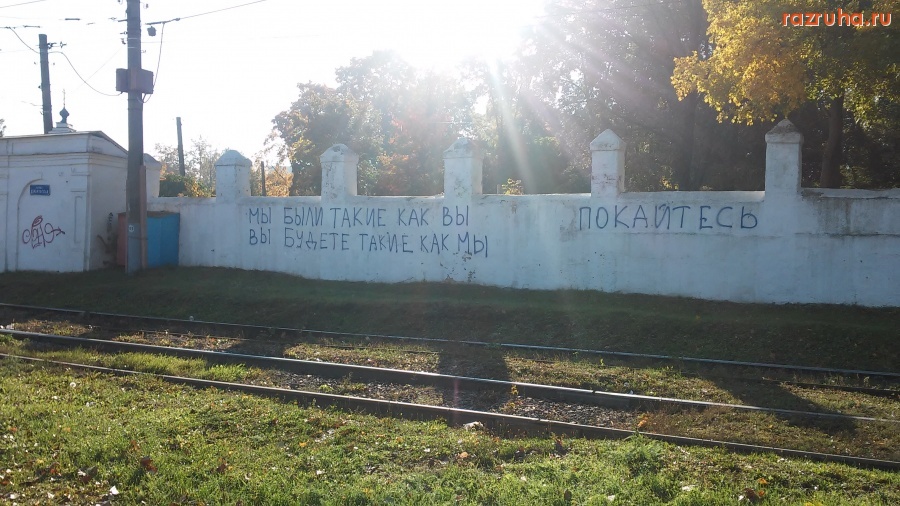 razruha.ru
МЫ БЫЛИ ТАКИЕ КАК ВЫ
ВЫ БУДЕТЕ ТАКИЕ КАК МЫ
ПОКАЙТЕСЬ